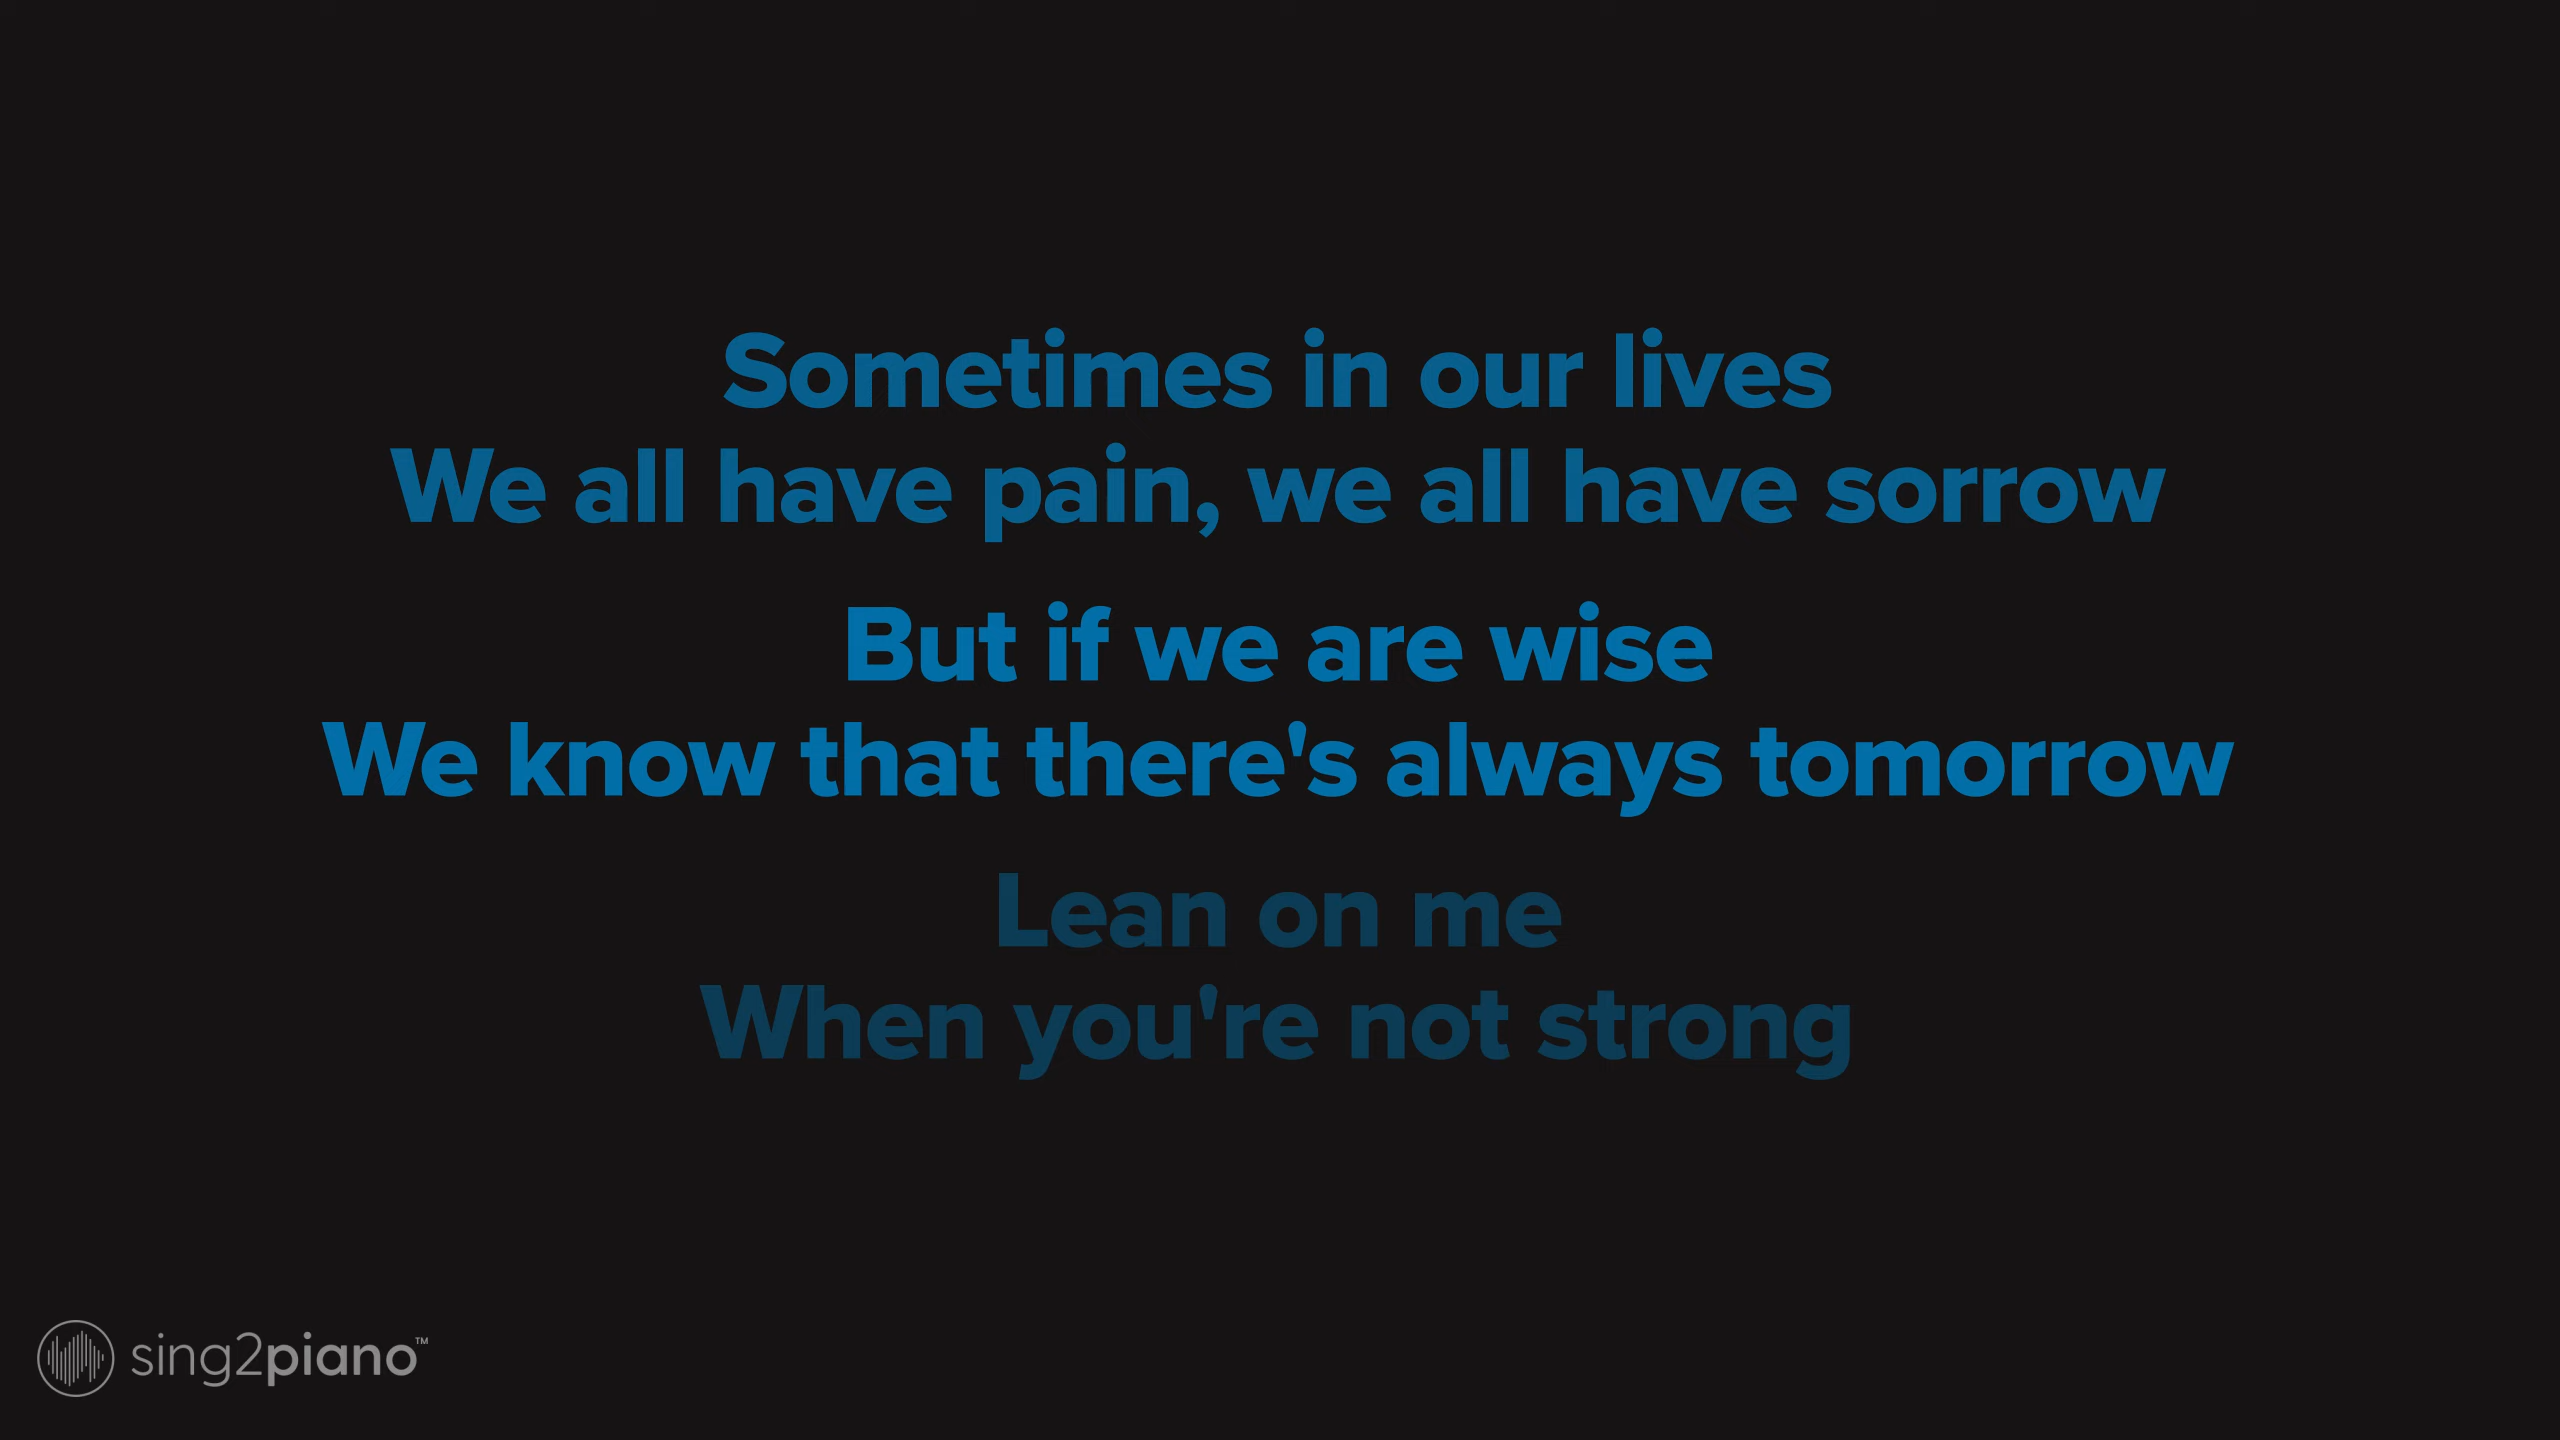 Sometimes in our lives
We all have pain, we all have sorrow
But if we are wise
We know that there's always tomorrow
Lean on me
When you're not strong
sing2piano™